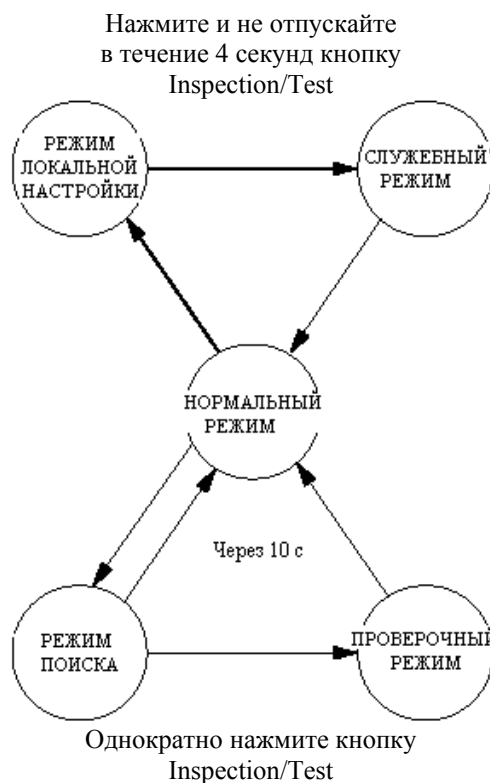 Нажмите и не отпускайте
в течение 4 секунд кнопку
Inspection/Test
РЕЖИМ
ЛОКАЛЬНОЙ
НАСТРОЙКИ
СЛУЖЕБНЫЙ
РЕЖИМ
НОРМАЛЬНЫЙ
РЕЖИМ
Через 10 с
РЕЖИМ
ПОИСКА
ПРОВЕРОЧНЫЙ
РЕЖИМ
Однократно нажмите кнопку
Inspection/Test